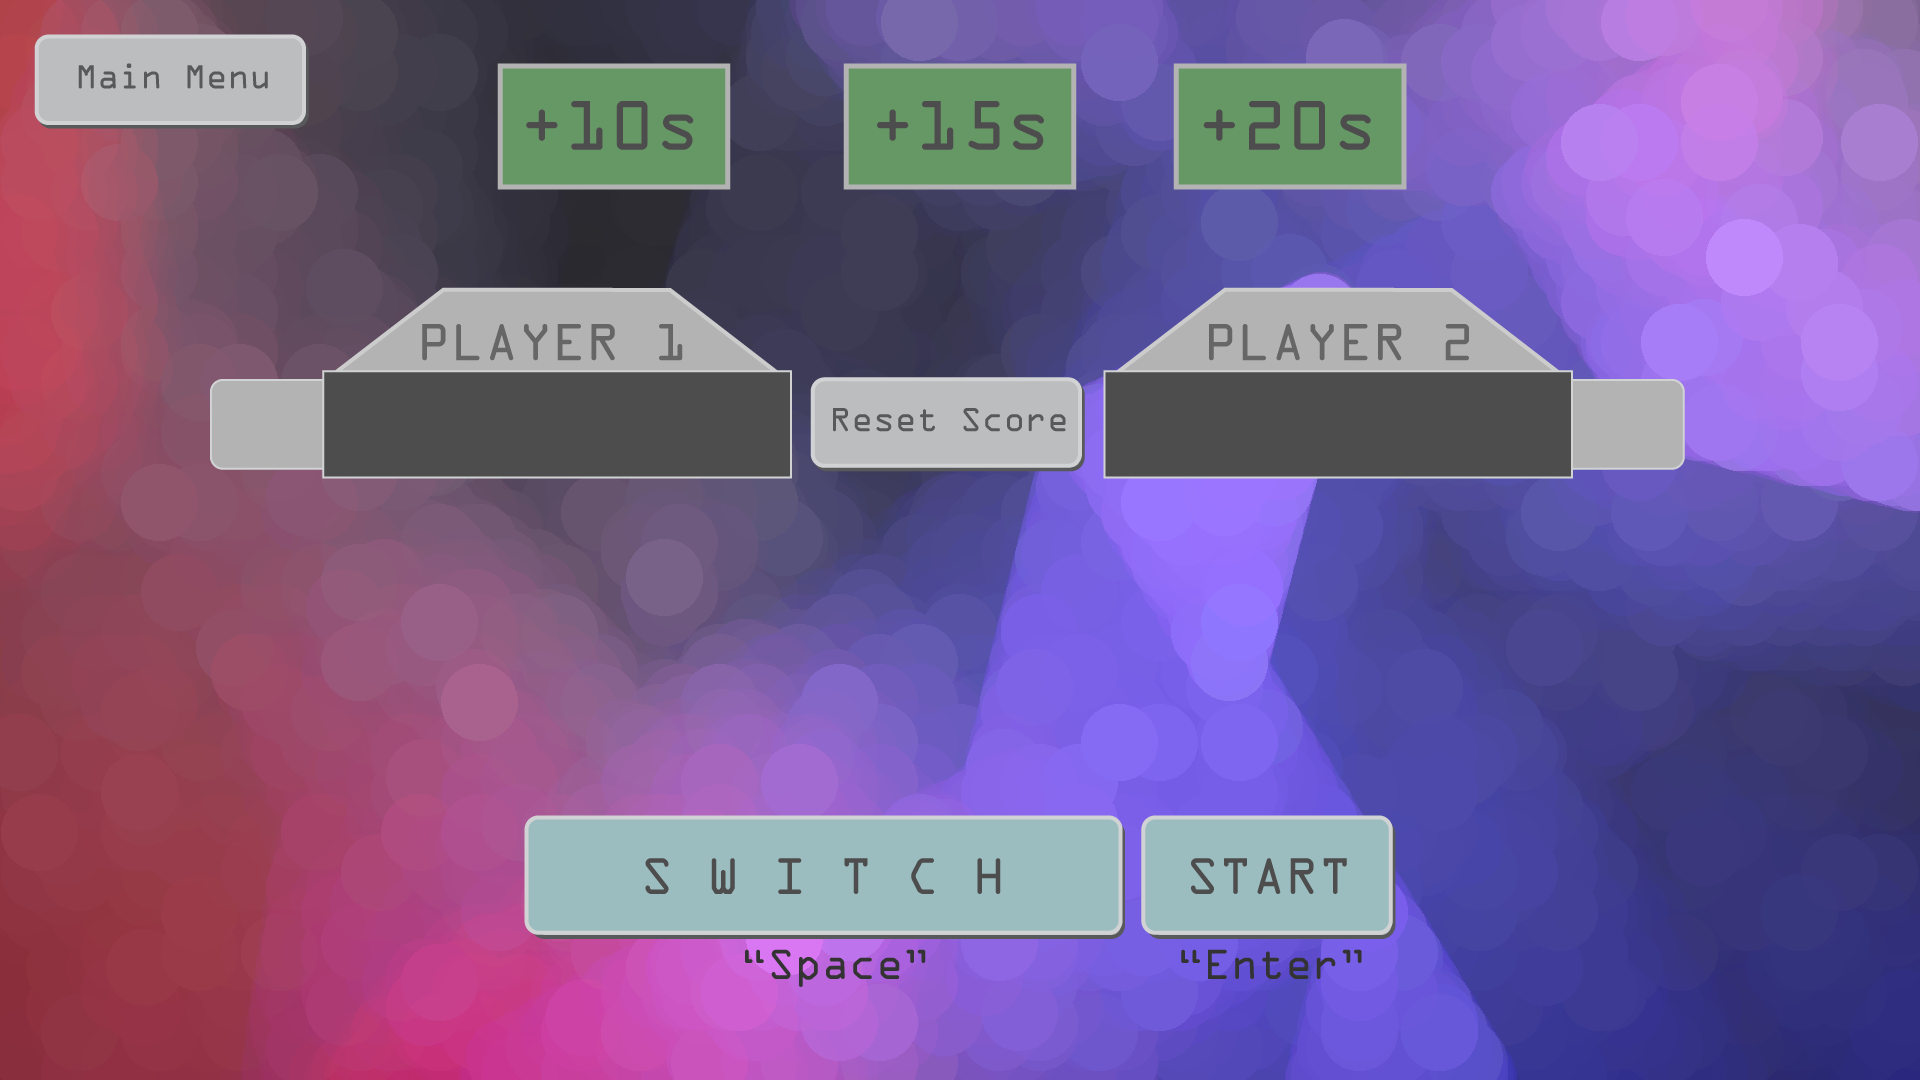 Main Menu
+10s
+15s
+20s
PLAYER 1
PLAYER 2
Reset Score
S W I T C H
START
“Space”
“Enter”